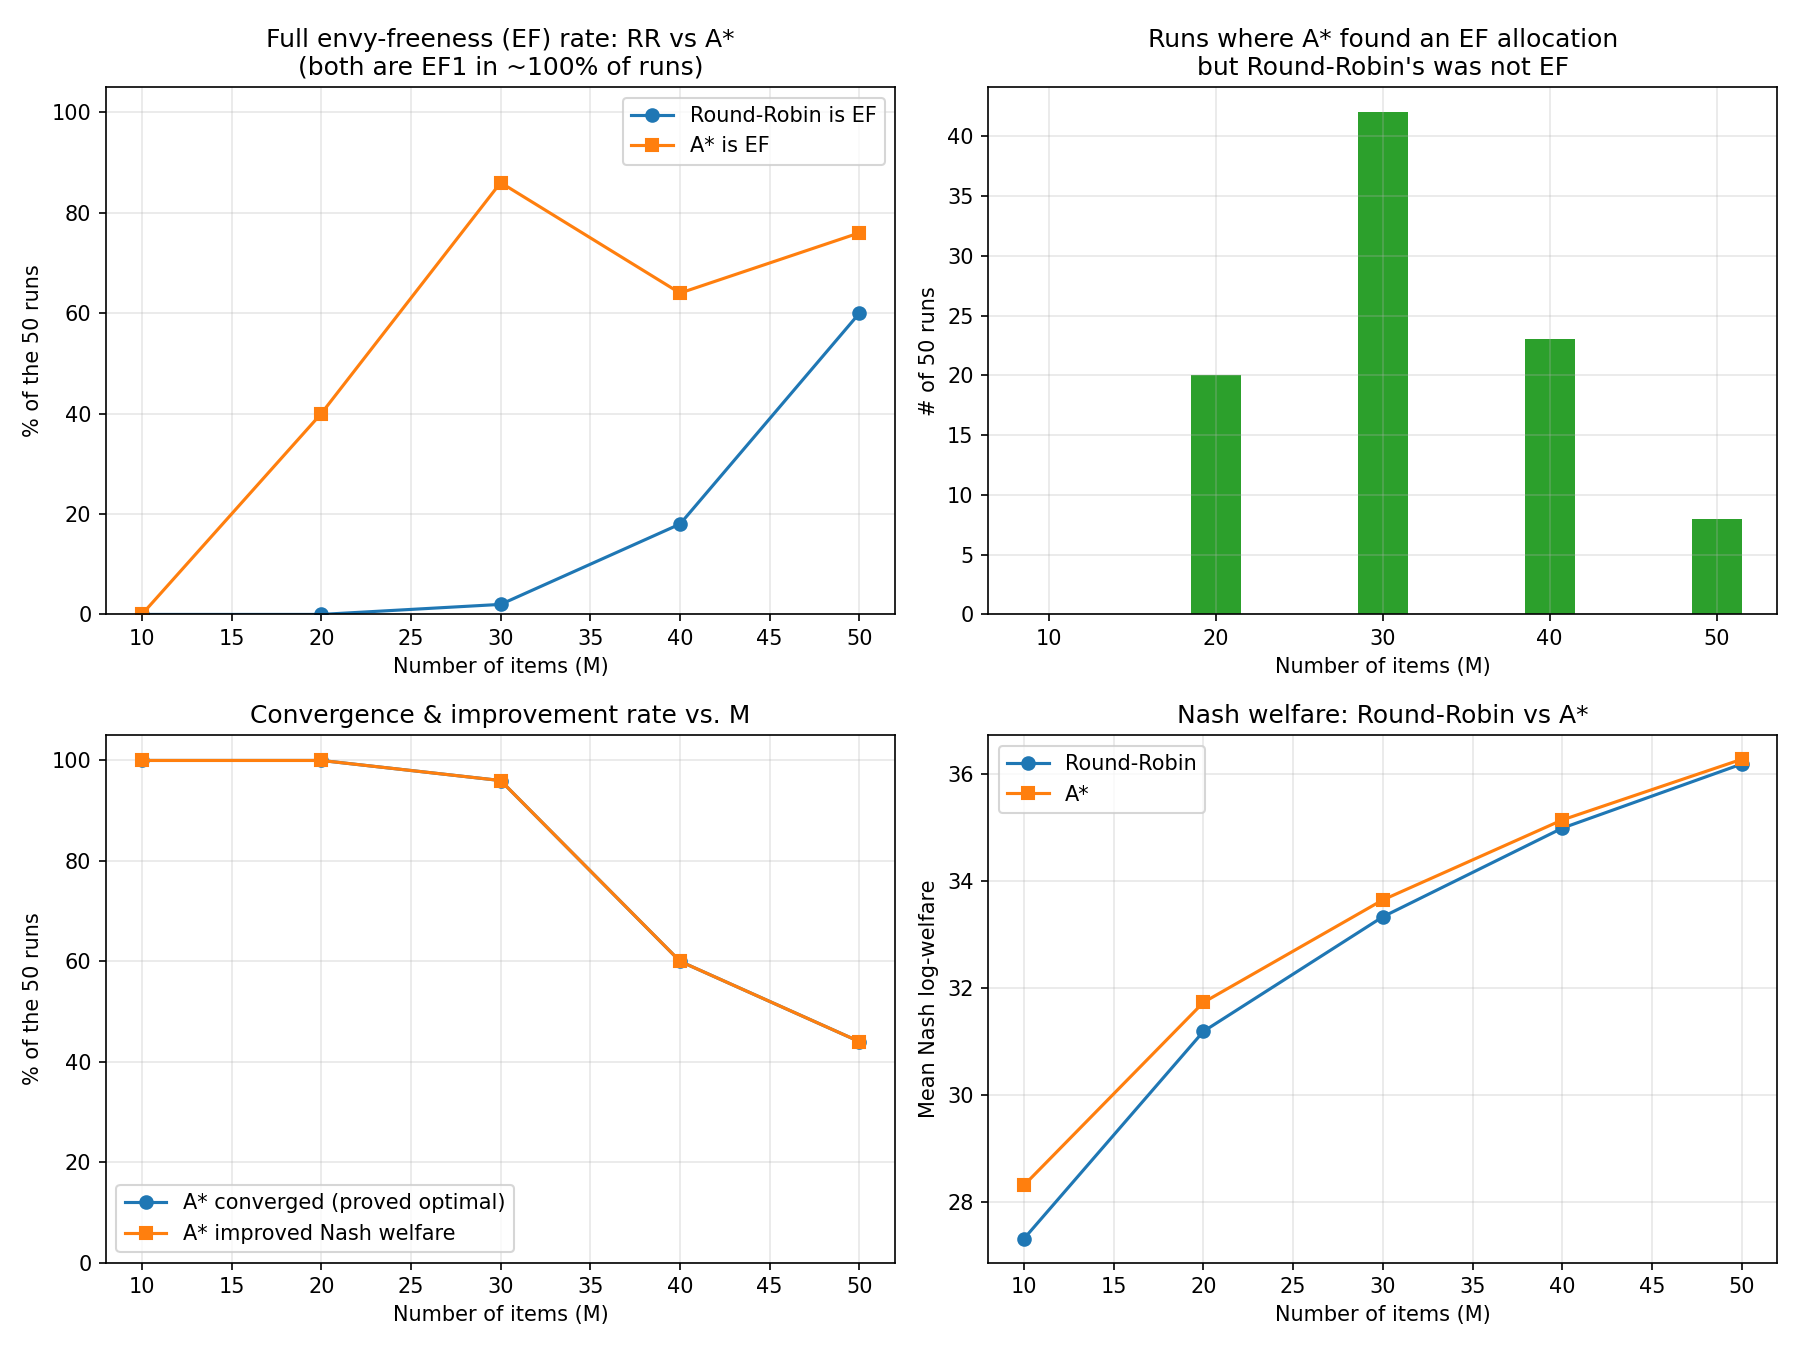 Full envy-freeness (EF) rate: RR vs A*
(both are EF1 in ~100% of runs)
% of the 50 runs
100
80
60
40
20
0
Round-Robin is EF
A* is EF
10 15 20 25 30 35 40 45 50
Number of items (M)
Runs where A* found an EF allocation
but Round-Robin's was not EF
# of 50 runs
40
35
30
25
20
15
10
5
0
10 20 30 40 50
Number of items (M)
Convergence & improvement rate vs. M
% of the 50 runs
100
80
60
40
20
0
A* converged (proved optimal)
A* improved Nash welfare
10 15 20 25 30 35 40 45 50
Number of items (M)
Nash welfare: Round-Robin vs A*
Mean Nash log-welfare
Round-Robin
A*
36
34
32
30
28
10 15 20 25 30 35 40 45 50
Number of items (M)